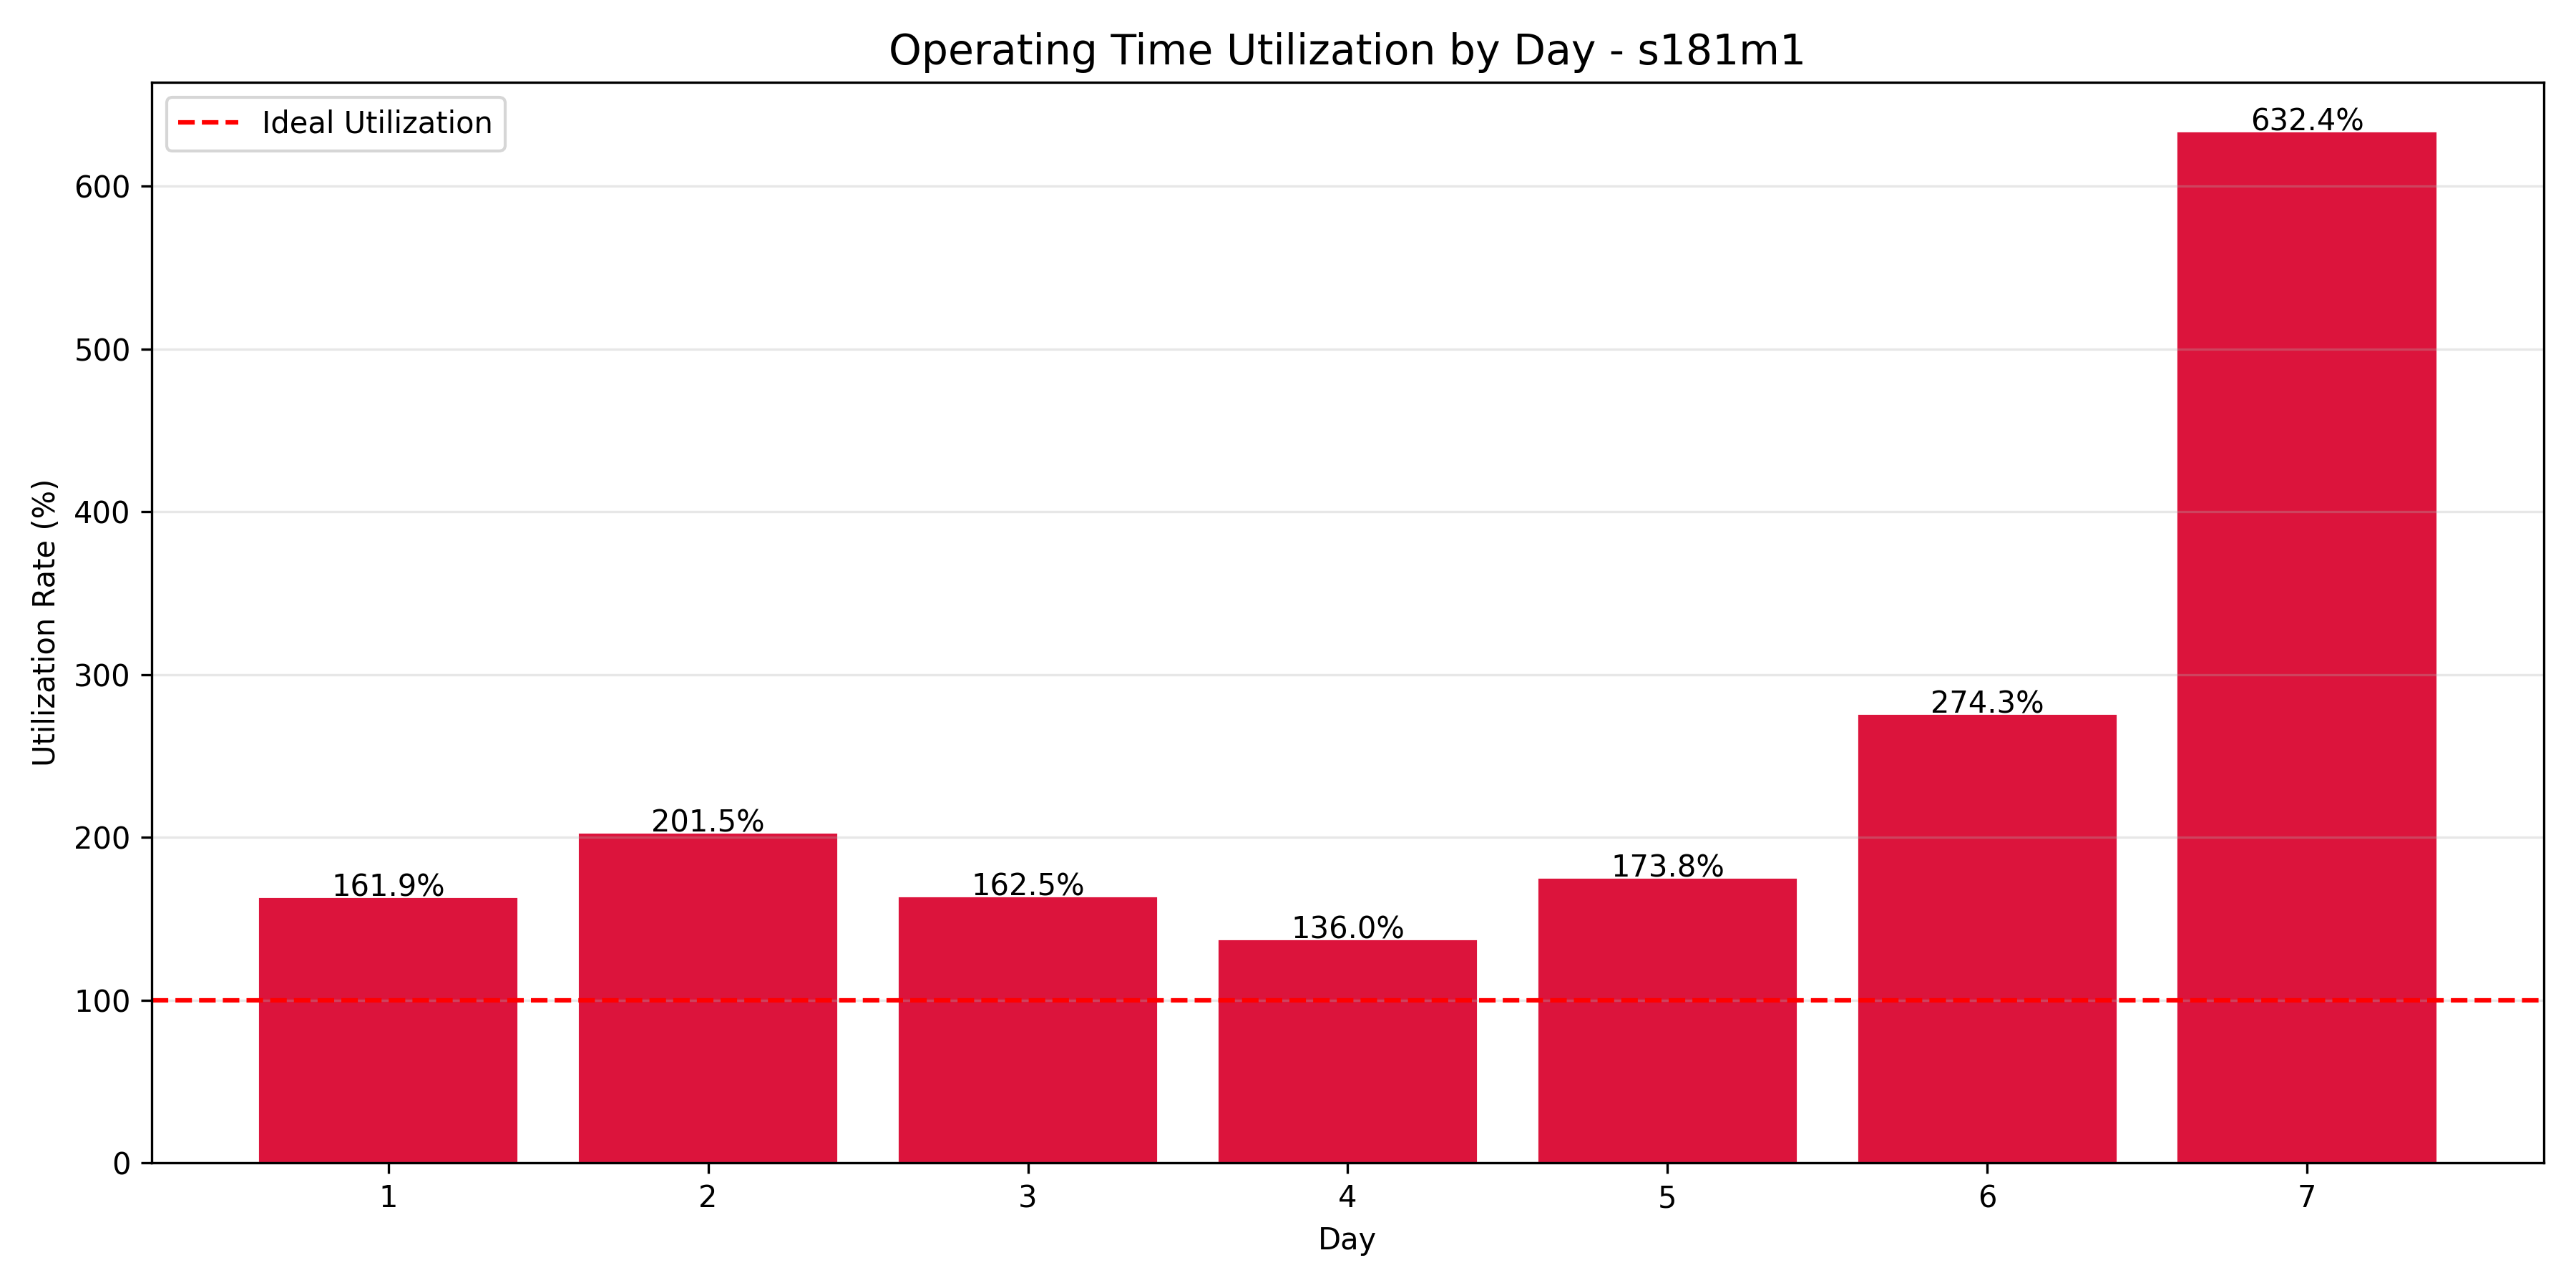 Operating Time Utilization by Day - s181m1
Ideal Utilization
Utilization Rate (%)
600
500
400
300
200
100
0
161.9%
201.5%
162.5%
136.0%
173.8%
274.3%
632.4%
1 2 3 4 5 6 7
Day